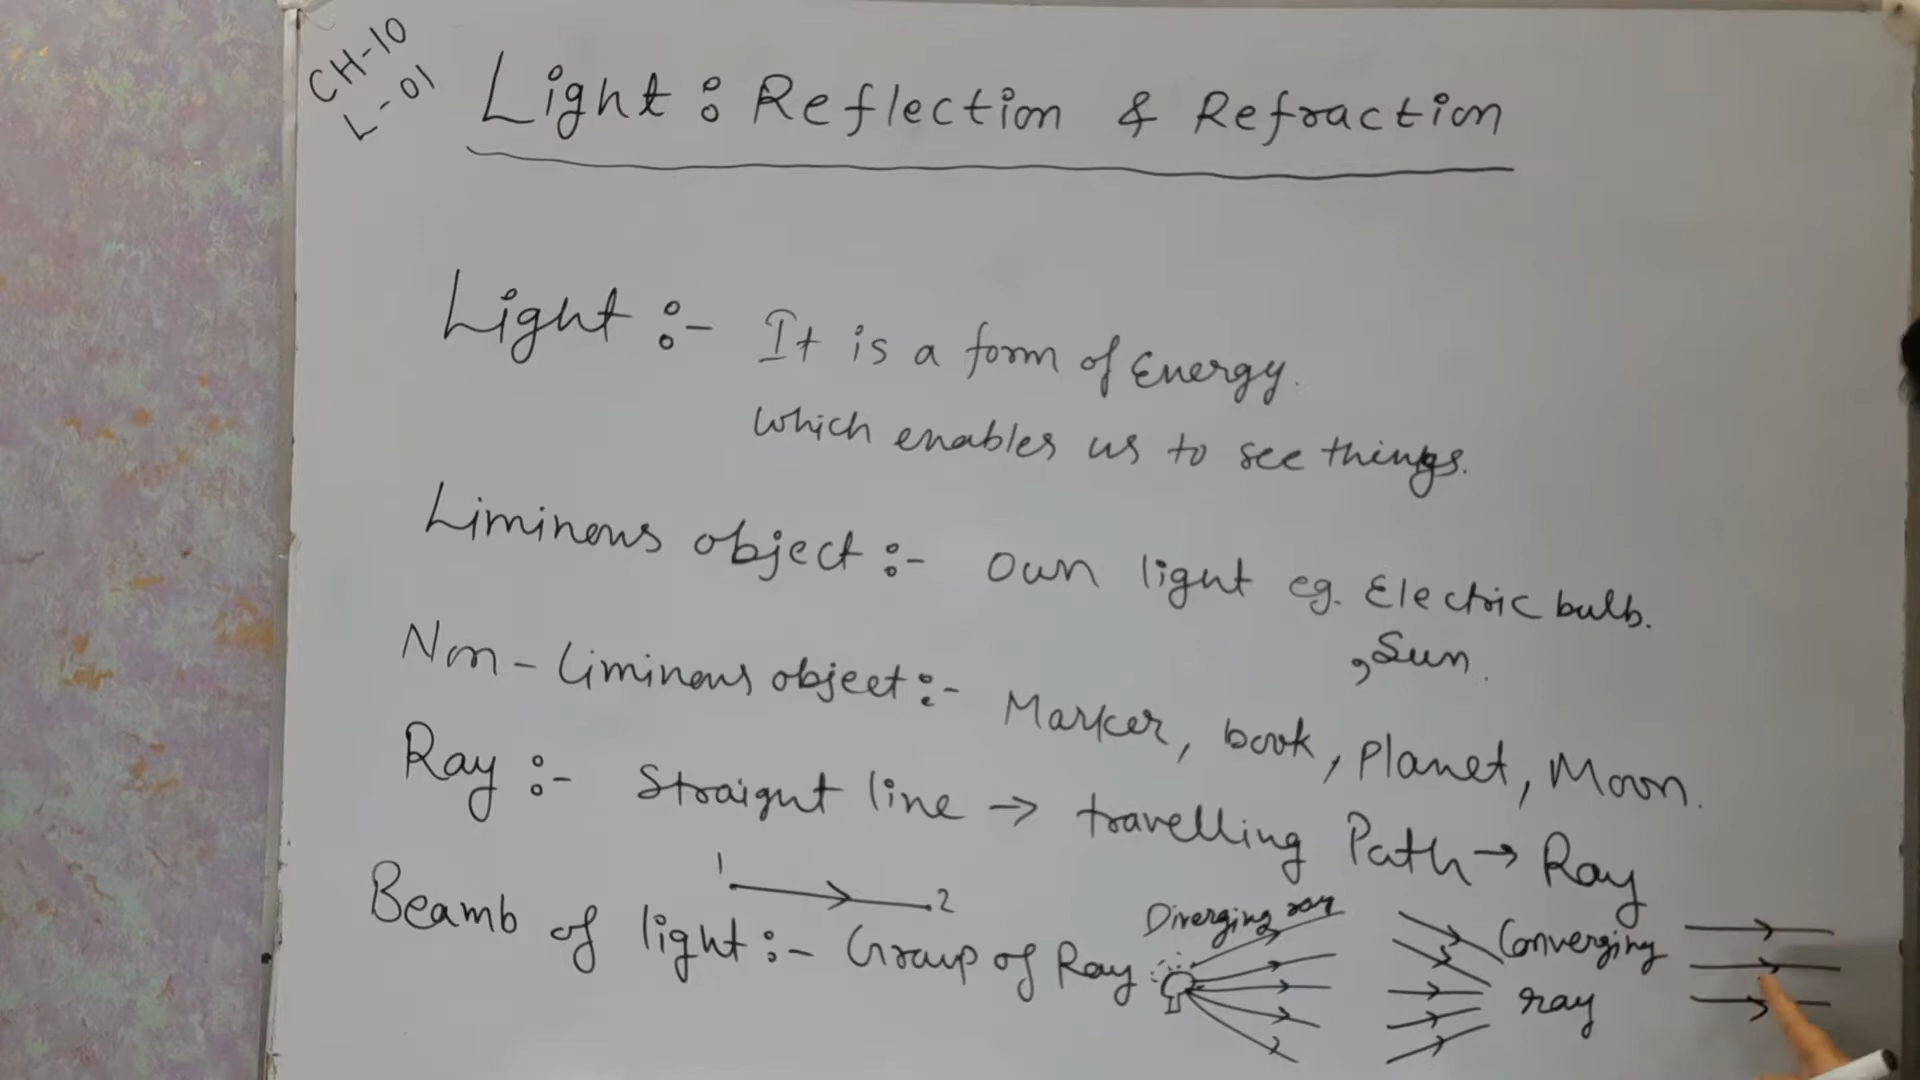 CH-10
L-01
Light : Reflection & Refraction
Light :- It is a form of Energy.
which enables us to see things.
Liminous object :- Own light eg. Electric bulb.
, Sun.
Non-Liminous object :- Marker, book, Planet, Moon.
Ray :- Straight line → travelling Path → Ray
1 2
Beamb of light :- Group of Ray
Diverging ray
Converging
ray